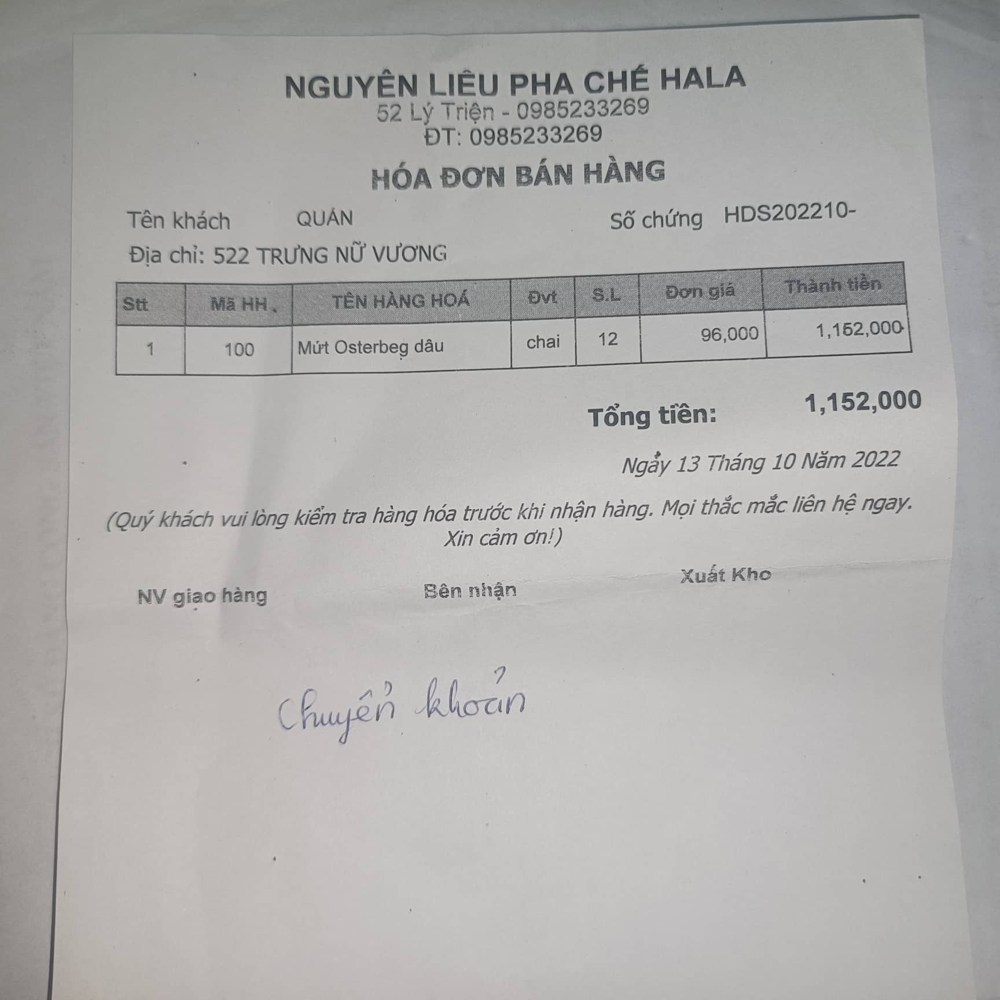 NGUYÊN LIỆU PHA CHẾ HALA
52 Lý Triện - 0985233269
ĐT: 0985233269
HÓA ĐƠN BÁN HÀNG
Tên khách QUÁN Số chứng HDS202210-
Địa chỉ: 522 TRƯNG NỮ VƯƠNG
Stt Mã HH . TÊN HÀNG HOÁ Đvt S.L Đơn giá Thành tiền
1 100 Mứt Osterbeg dâu chai 12 96,000 1,152,000
Tổng tiền: 1,152,000
Ngày 13 Tháng 10 Năm 2022
(Quý khách vui lòng kiểm tra hàng hóa trước khi nhận hàng. Mọi thắc mắc liên hệ ngay.
Xin cảm ơn!)
NV giao hàng Bên nhận Xuất Kho
Chuyển khoản